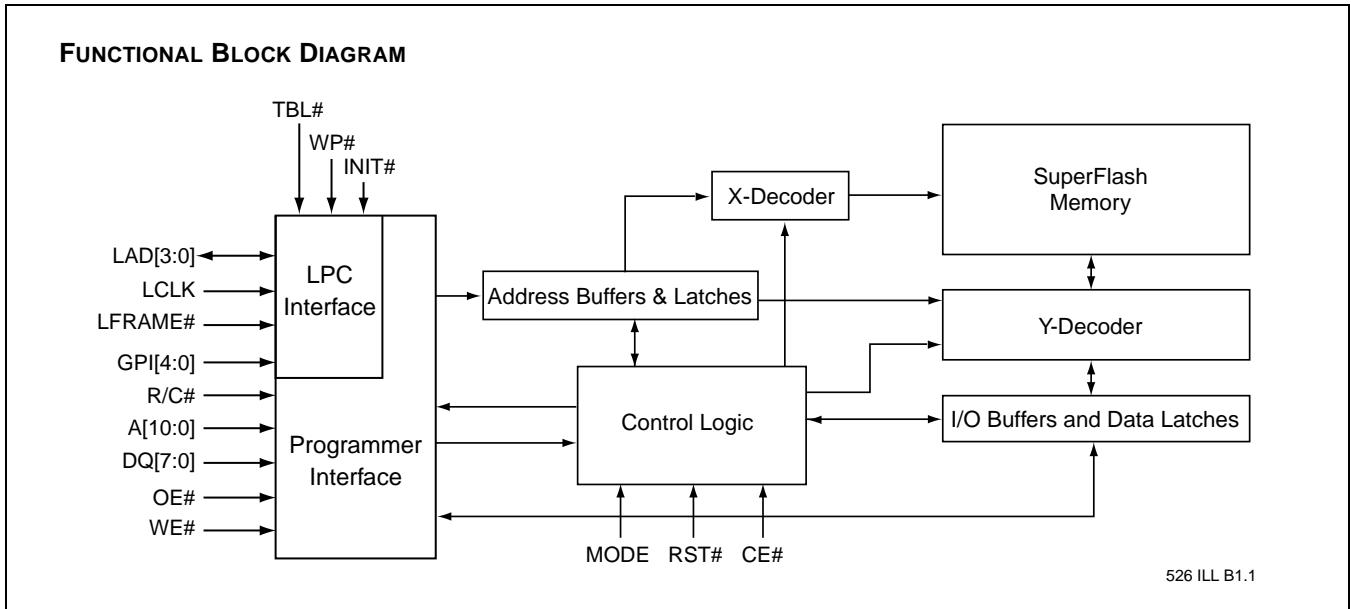 FUNCTIONAL BLOCK DIAGRAM
TBL#
WP#
INIT#
X-Decoder
SuperFlash
Memory
LAD[3:0]
LCLK
LFRAME#
GPI[4:0]
R/C#
A[10:0]
DQ[7:0]
OE#
WE#
LPC
Interface
Programmer
Interface
Address Buffers & Latches
Y-Decoder
Control Logic
I/O Buffers and Data Latches
MODE RST# CE#
526 ILL B1.1